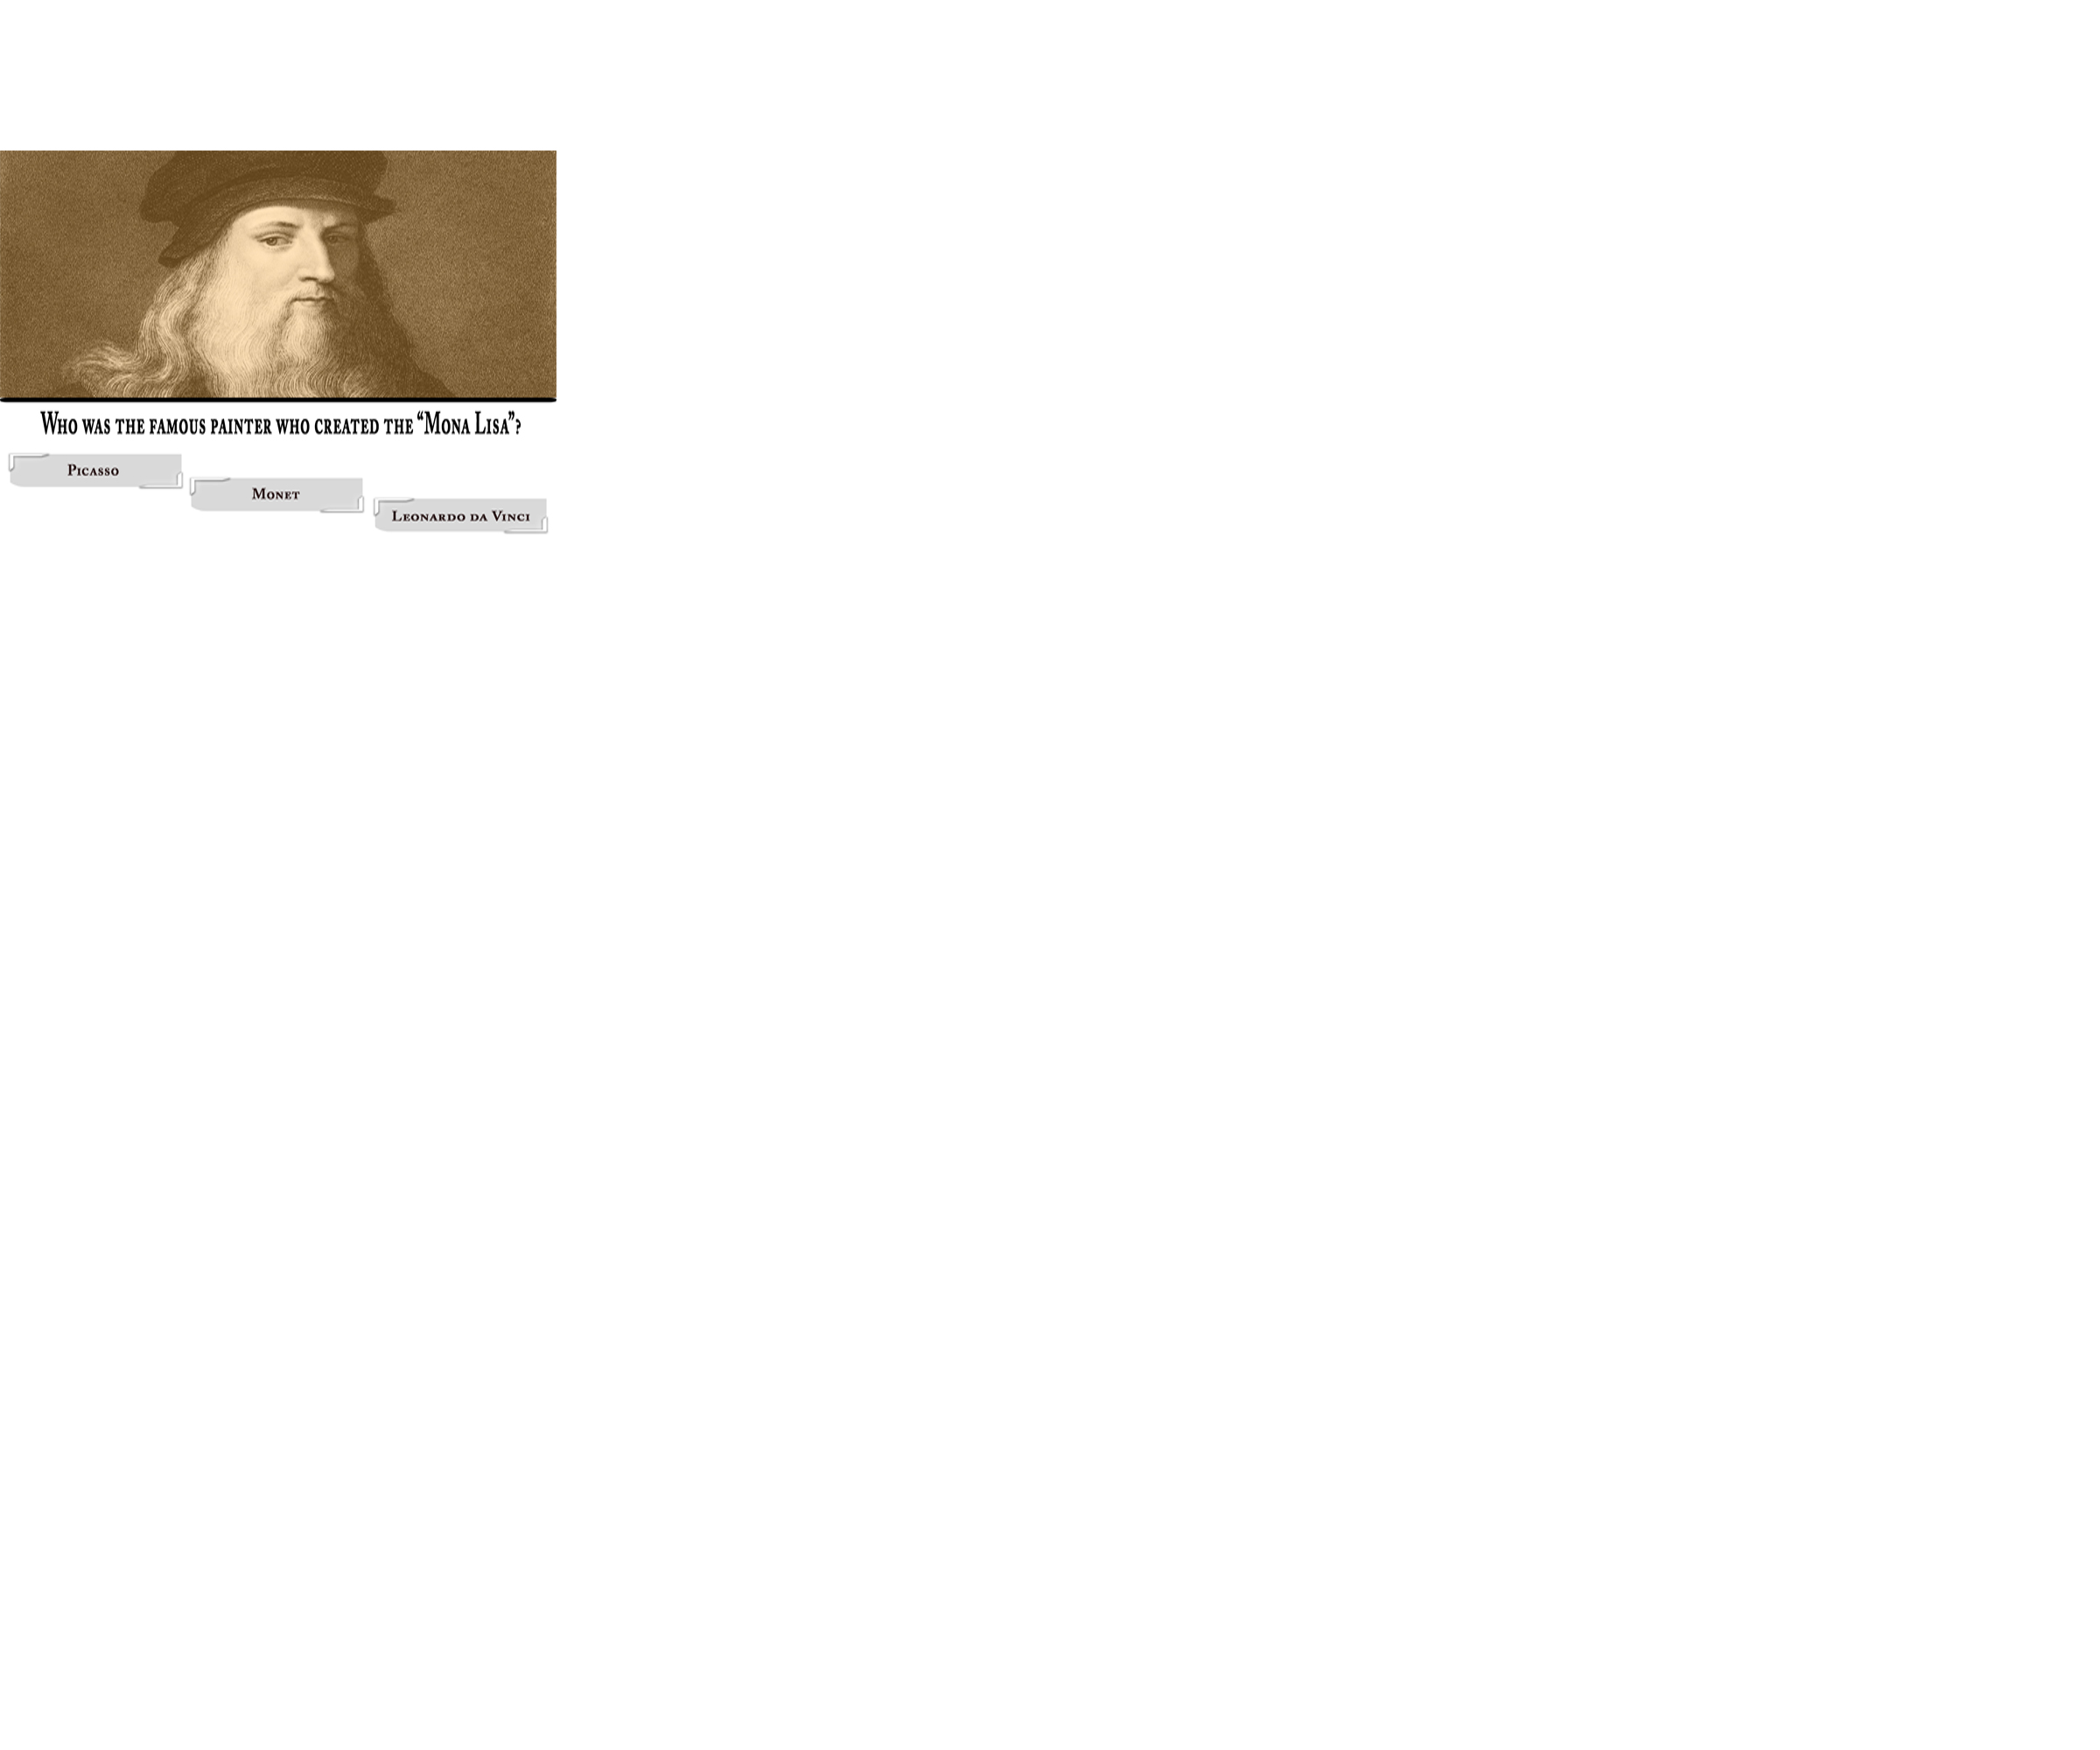 Who was the famous painter who created the “Mona Lisa”?
Picasso
Monet
Leonardo da Vinci